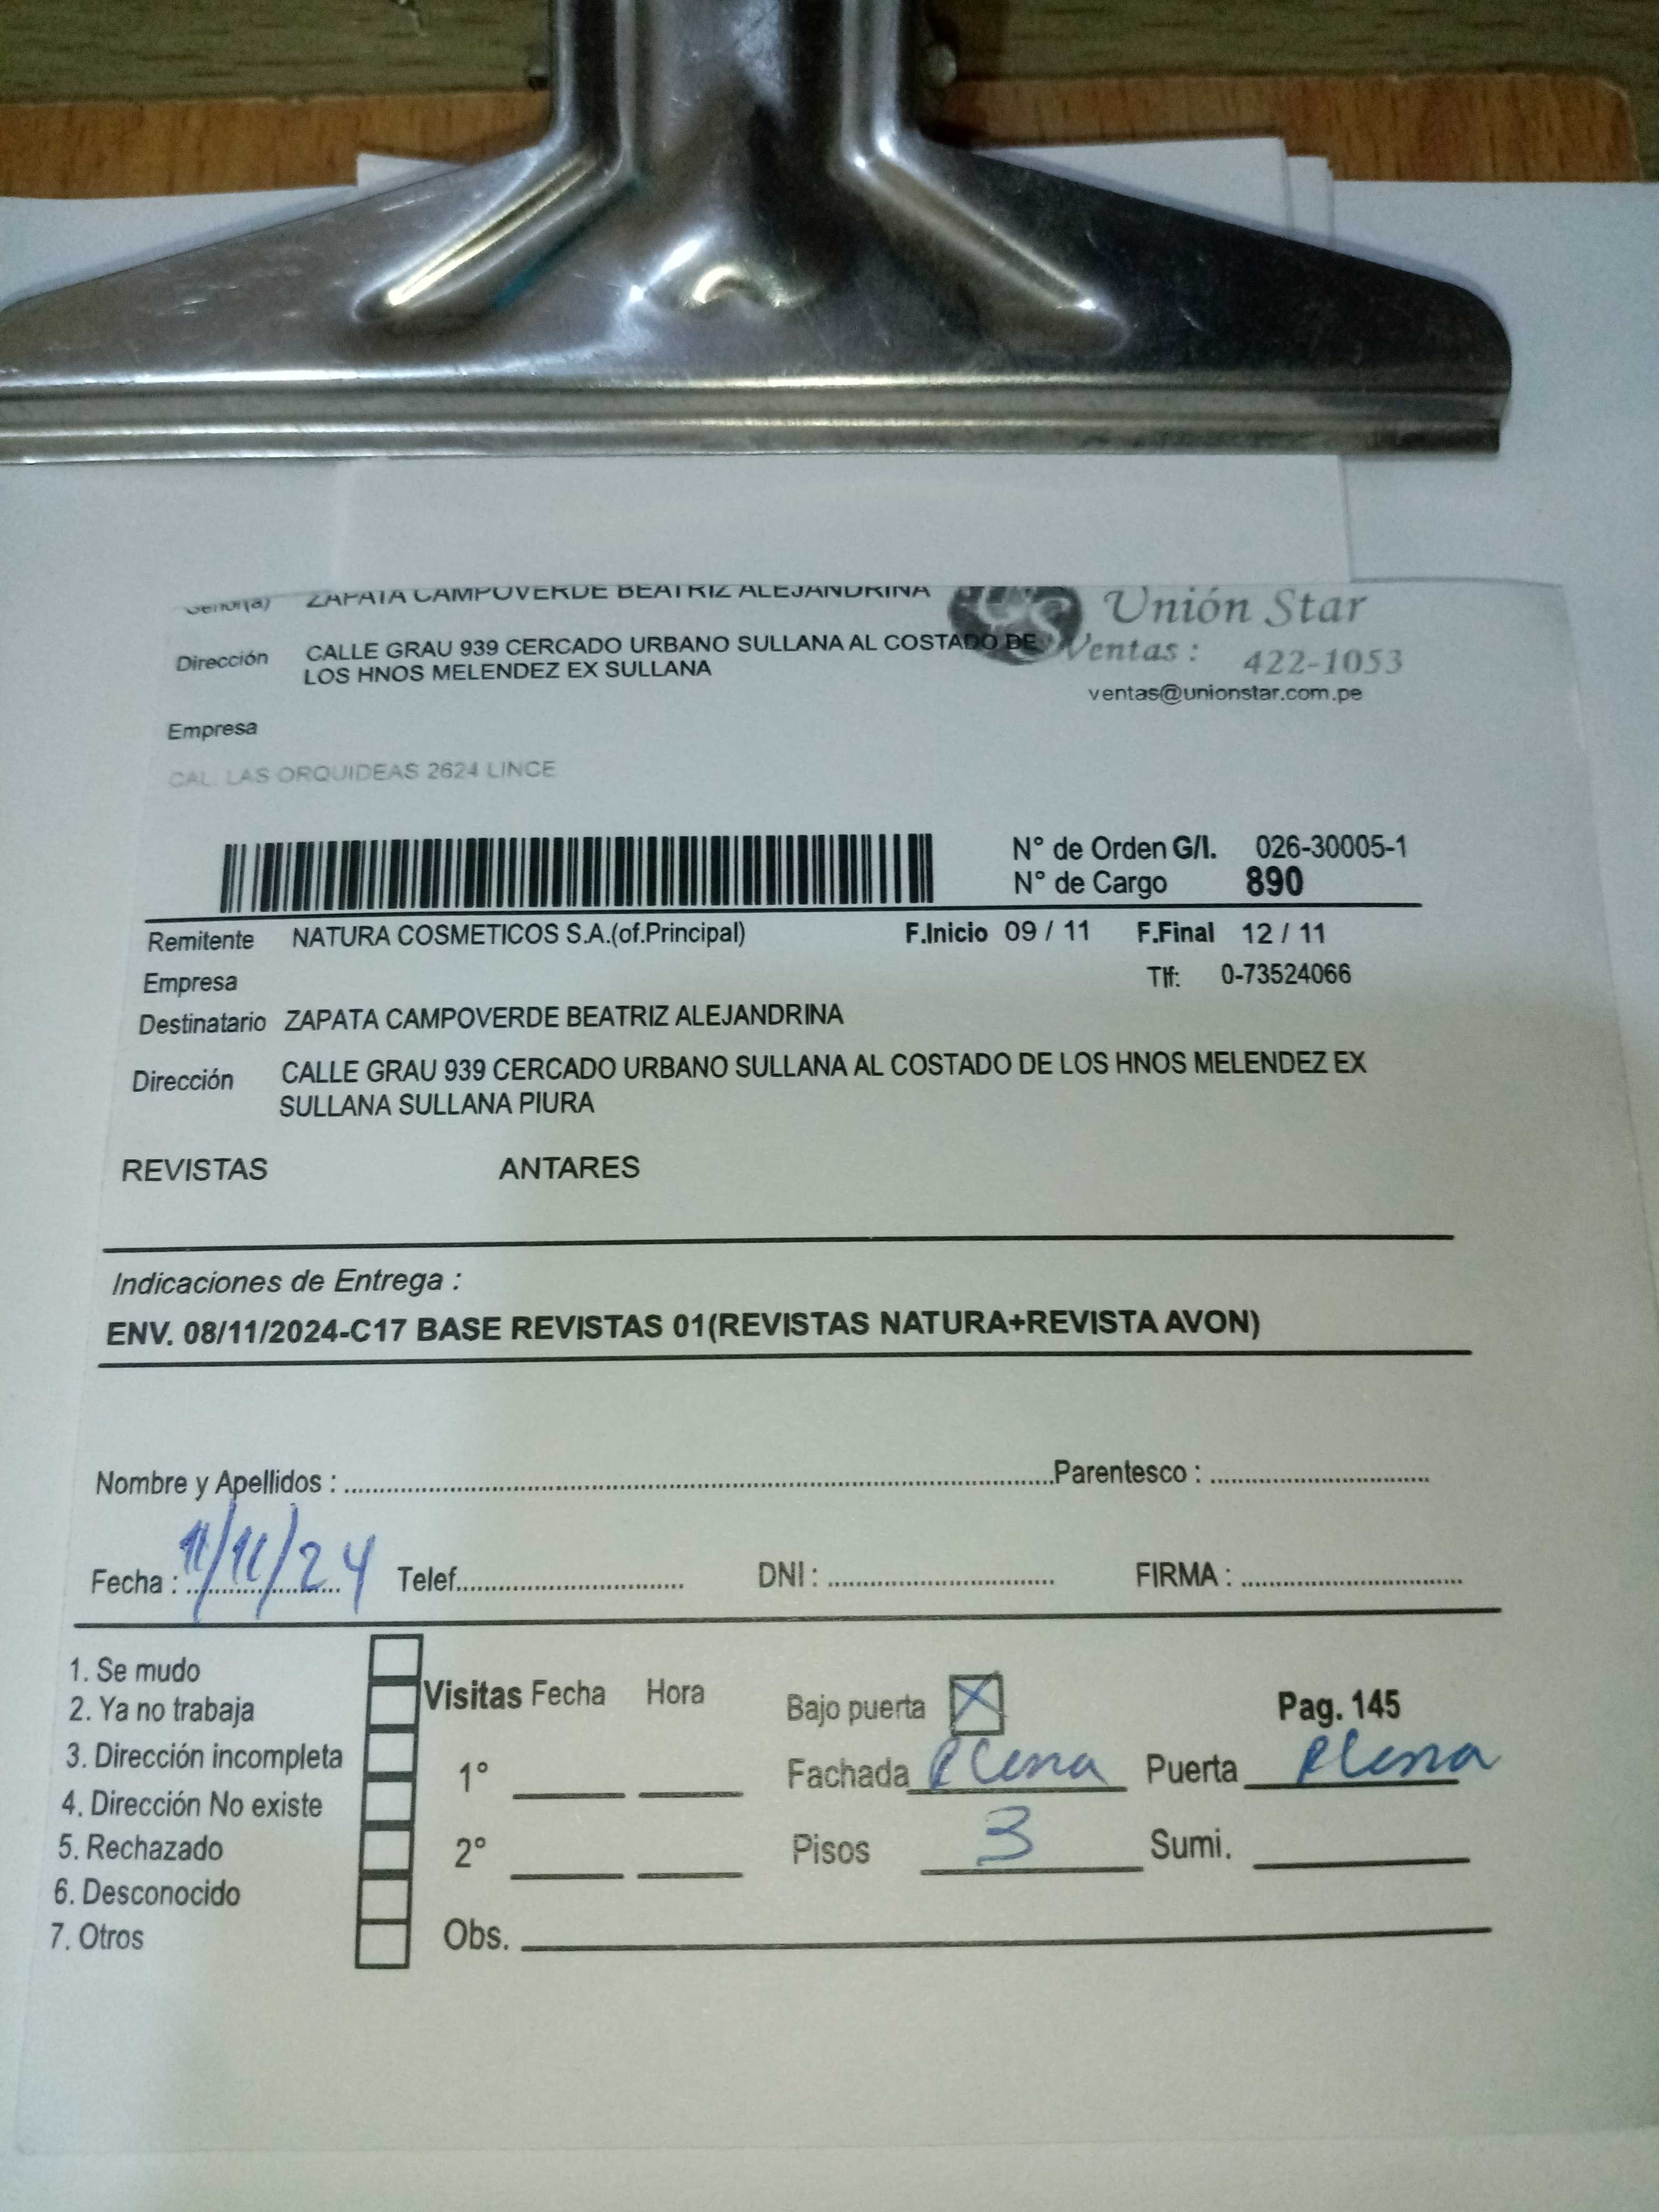 Señor(a) ZAPATA CAMPOVERDE BEATRIZ ALEJANDRINA
Unión Star
Dirección CALLE GRAU 939 CERCADO URBANO SULLANA AL COSTADO DE
LOS HNOS MELENDEZ EX SULLANA
Ventas : 422-1053
ventas@unionstar.com.pe
Empresa
CAL. LAS ORQUIDEAS 2624 LINCE
N° de Orden G/I. 026-30005-1
N° de Cargo 890
Remitente NATURA COSMETICOS S.A.(of.Principal) F.Inicio 09 / 11 F.Final 12 / 11
Empresa Tlf: 0-73524066
Destinatario ZAPATA CAMPOVERDE BEATRIZ ALEJANDRINA
Dirección CALLE GRAU 939 CERCADO URBANO SULLANA AL COSTADO DE LOS HNOS MELENDEZ EX
SULLANA SULLANA PIURA
REVISTAS ANTARES
Indicaciones de Entrega :
ENV. 08/11/2024-C17 BASE REVISTAS 01(REVISTAS NATURA+REVISTA AVON)
Nombre y Apellidos : Parentesco :
Fecha : 11/11/24 Telef. DNI : FIRMA :
1. Se mudo
2. Ya no trabaja
3. Dirección incompleta
4. Dirección No existe
5. Rechazado
6. Desconocido
7. Otros
Visitas Fecha Hora
1°
2°
Obs.
Bajo puerta X Pag. 145
Fachada Puerta
Pisos 3 Sumi.